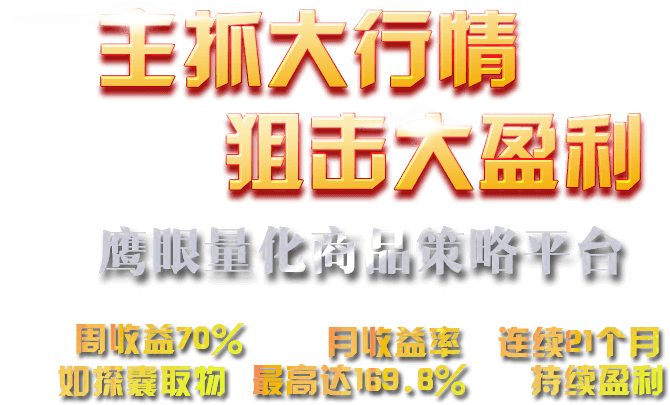 主抓大行情
狙击大盈利
鹰眼量化商品策略平台
周收益70%
如探囊取物
月收益率
最高达169.8%
连续21个月
持续盈利